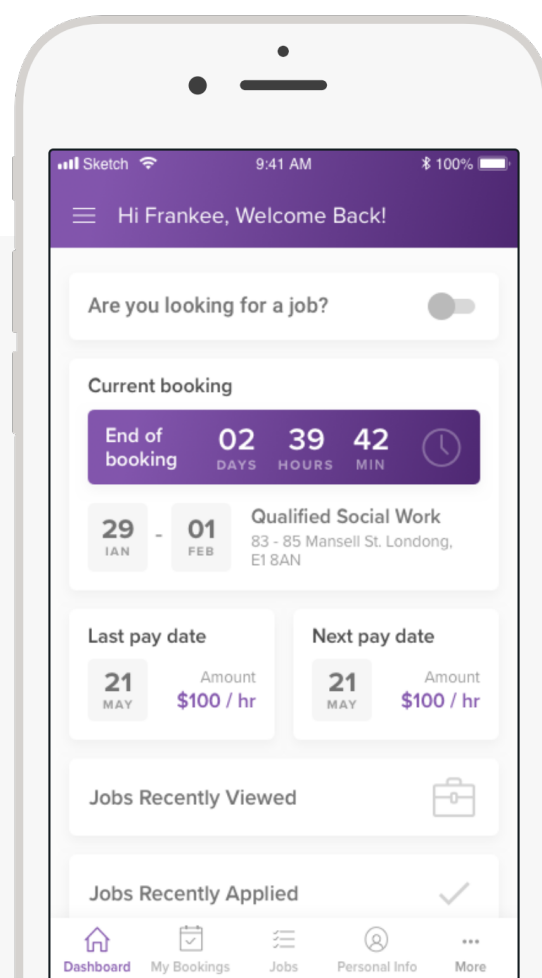 Sketch 9:41 AM 100%
Hi Frankee, Welcome Back!
Are you looking for a job?
Current booking
End of
booking
02 39 42
DAYS HOURS MIN
29 - 01
IAN FEB
Qualified Social Work
83 - 85 Mansell St. Londong,
E1 8AN
Last pay date
21
MAY
Amount
$100 / hr
Next pay date
21
MAY
Amount
$100 / hr
Jobs Recently Viewed
Jobs Recently Applied
Dashboard My Bookings Jobs Personal Info More